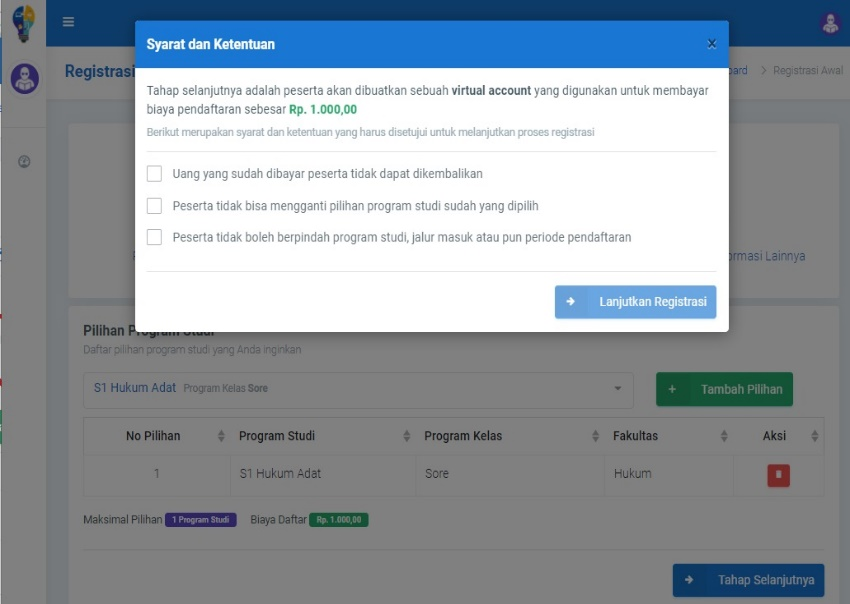 Syarat dan Ketentuan
x
Registrasi
Registrasi Awal
Tahap selanjutnya adalah peserta akan dibuatkan sebuah virtual account yang digunakan untuk membayar
biaya pendaftaran sebesar Rp. 1.000,00
Berikut merupakan syarat dan ketentuan yang harus disetujui untuk melanjutkan proses registrasi
Uang yang sudah dibayar peserta tidak dapat dikembalikan
Peserta tidak bisa mengganti pilihan program studi sudah yang dipilih
Peserta tidak boleh berpindah program studi, jalur masuk atau pun periode pendaftaran
Lainnya
Lanjutkan Registrasi
Pilihan Program Studi
Daftar pilihan program studi yang Anda inginkan
S1 Hukum Adat Program Kelas Sore
+ Tambah Pilihan
No Pilihan Program Studi Program Kelas Fakultas Aksi
1 S1 Hukum Adat Sore Hukum
Maksimal Pilihan 1 Program Studi Biaya Daftar Rp. 1.000,00
Tahap Selanjutnya